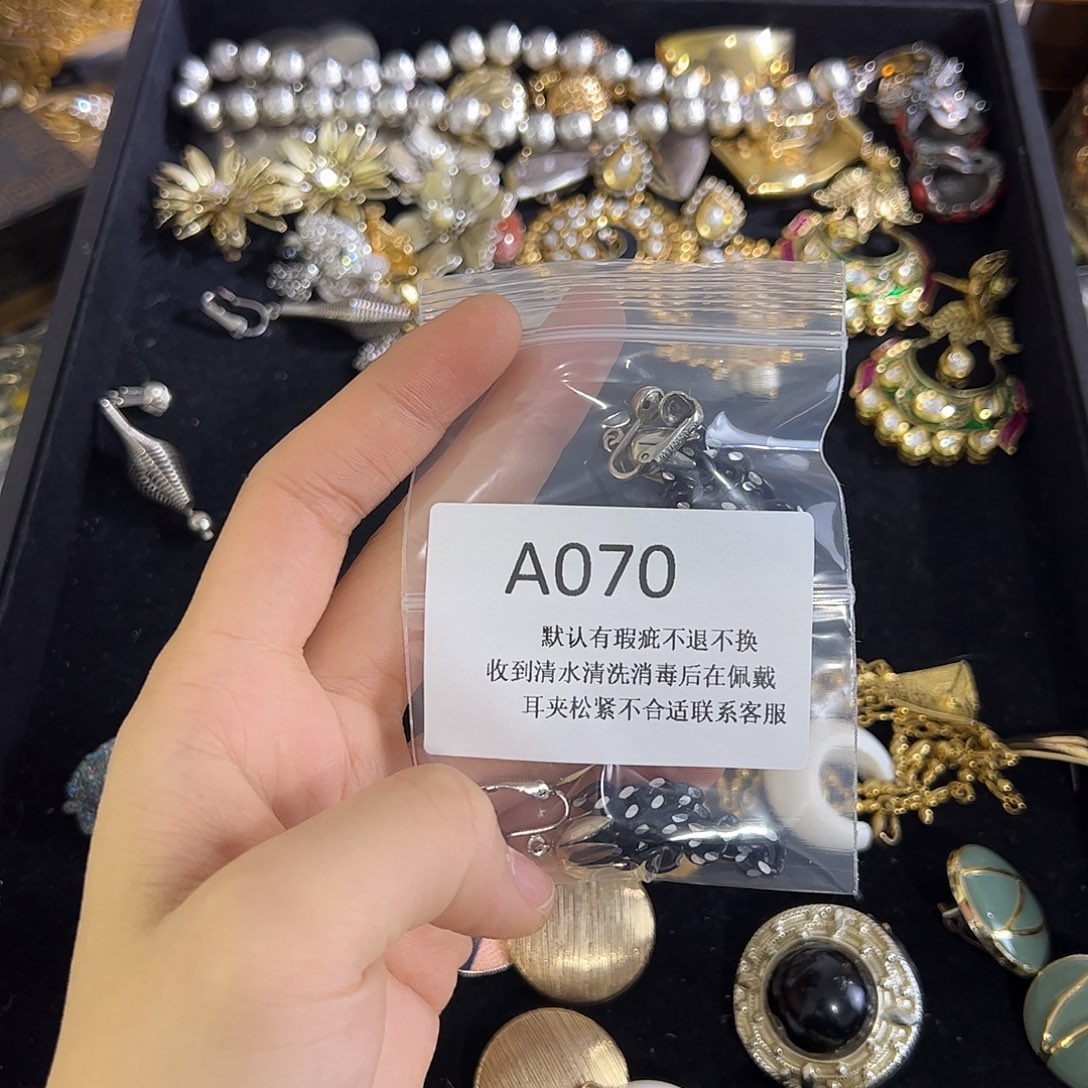 A070
默认有瑕疵不退不换
收到清水清洗消毒后在佩戴
耳夹松紧不合适联系客服